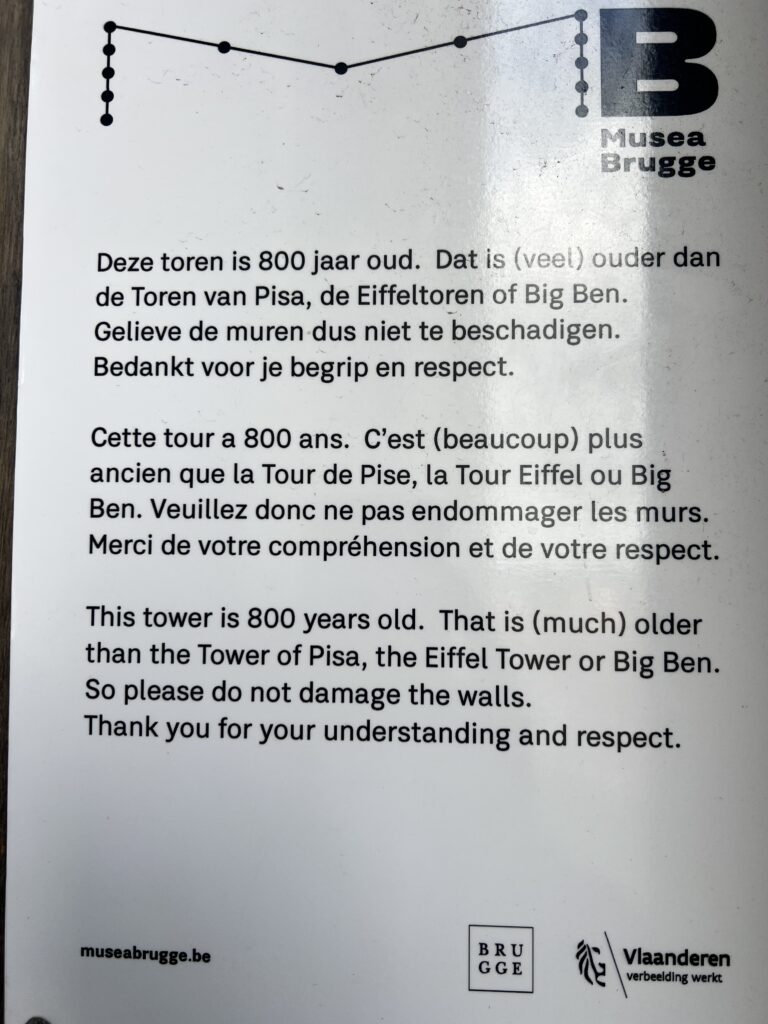 B
Musea
Brugge
Deze toren is 800 jaar oud.  Dat is (veel) ouder dan
de Toren van Pisa, de Eiffeltoren of Big Ben.
Gelieve de muren dus niet te beschadigen.
Bedankt voor je begrip en respect.
Cette tour a 800 ans.  C'est (beaucoup) plus
ancien que la Tour de Pise, la Tour Eiffel ou Big
Ben. Veuillez donc ne pas endommager les murs.
Merci de votre compréhension et de votre respect.
This tower is 800 years old.  That is (much) older
than the Tower of Pisa, the Eiffel Tower or Big Ben.
So please do not damage the walls.
Thank you for your understanding and respect.
museabrugge.be
BRU
GGE
Vlaanderen
verbeelding werkt